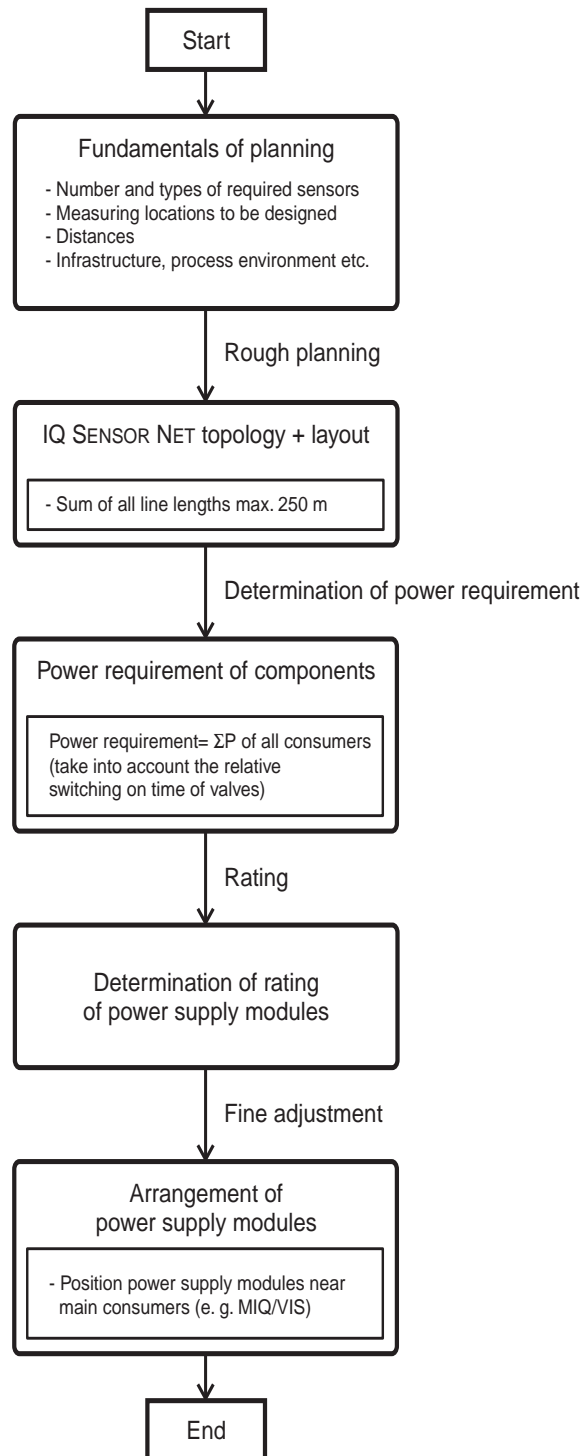 Start
Fundamentals of planning
- Number and types of required sensors
- Measuring locations to be designed
- Distances
- Infrastructure, process environment etc.
Rough planning
IQ SENSOR NET topology + layout
- Sum of all line lengths max. 250 m
Determination of power requirement
Power requirement of components
Power requirement= ΣP of all consumers
(take into account the relative
switching on time of valves)
Rating
Determination of rating
of power supply modules
Fine adjustment
Arrangement of
power supply modules
- Position power supply modules near
main consumers (e. g. MIQ/VIS)
End